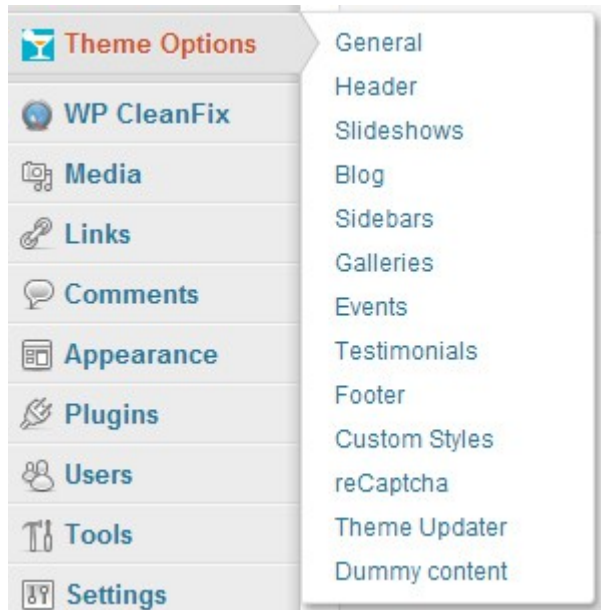 Theme Options
WP CleanFix
Media
Links
Comments
Appearance
Plugins
Users
Tools
Settings
General
Header
Slideshows
Blog
Sidebars
Galleries
Events
Testimonials
Footer
Custom Styles
reCaptcha
Theme Updater
Dummy content